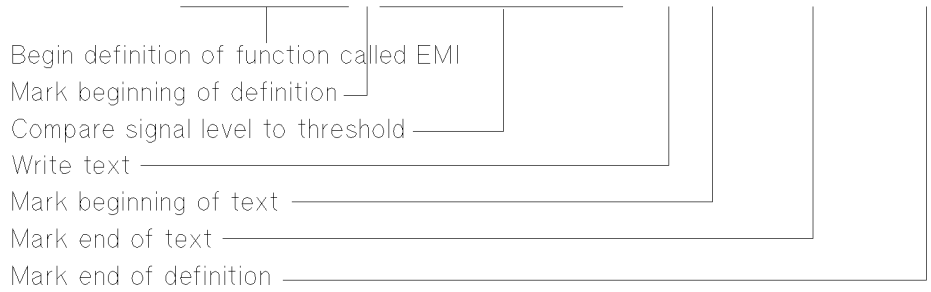 Begin definition of function called EMI
Mark beginning of definition
Compare signal level to threshold
Write text
Mark beginning of text
Mark end of text
Mark end of definition